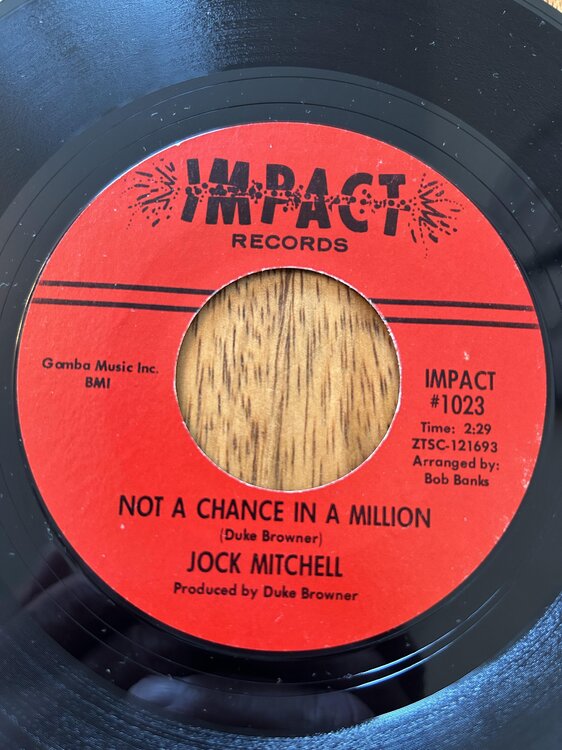 IMPACT
RECORDS
Gomba Music Inc.
BMI
IMPACT
#1023
Time: 2:29
ZTSC-121693
Arranged by:
Bob Banks
NOT A CHANCE IN A MILLION
(Duke Browner)
JOCK MITCHELL
Produced by Duke Browner